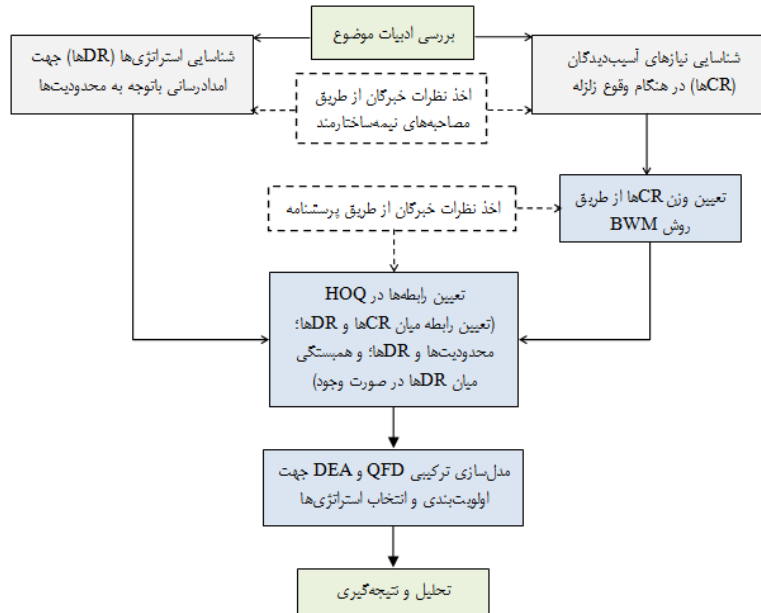 بررسی ادبیات موضوع
شناسایی نیازهای آسیب‌دیدگان
(CRها) در هنگام وقوع زلزله
شناسایی استراتژی‌ها (DRها) جهت
امدادرسانی باتوجه به محدودیت‌ها
اخذ نظرات خبرگان از طریق
مصاحبه‌های نیمه‌ساختارمند
تعیین وزن CRها از طریق
روش BWM
اخذ نظرات خبرگان از طریق پرستنامه
تعیین رابطه‌ها در HOQ
(تعیین رابطه میان CRها و DRها؛
محدودیت‌ها و DRها؛ و همبستگی
میان DRها در صورت وجود)
مدل‌سازی ترکیبی QFD و DEA جهت
اولویت‌بندی و انتخاب استراتژی‌ها
تحلیل و نتیجه‌گیری